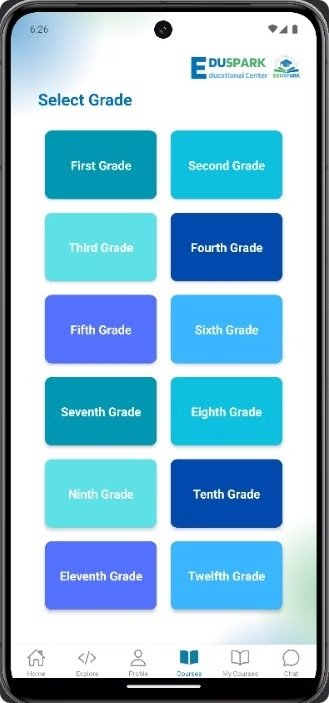 6:26
EDUSPARK
Educational Center
EDUSPARK
Select Grade
First Grade
Second Grade
Third Grade
Fourth Grade
Fifth Grade
Sixth Grade
Seventh Grade
Eighth Grade
Ninth Grade
Tenth Grade
Eleventh Grade
Twelfth Grade
Home
Explore
Profile
Courses
My Courses
Chat